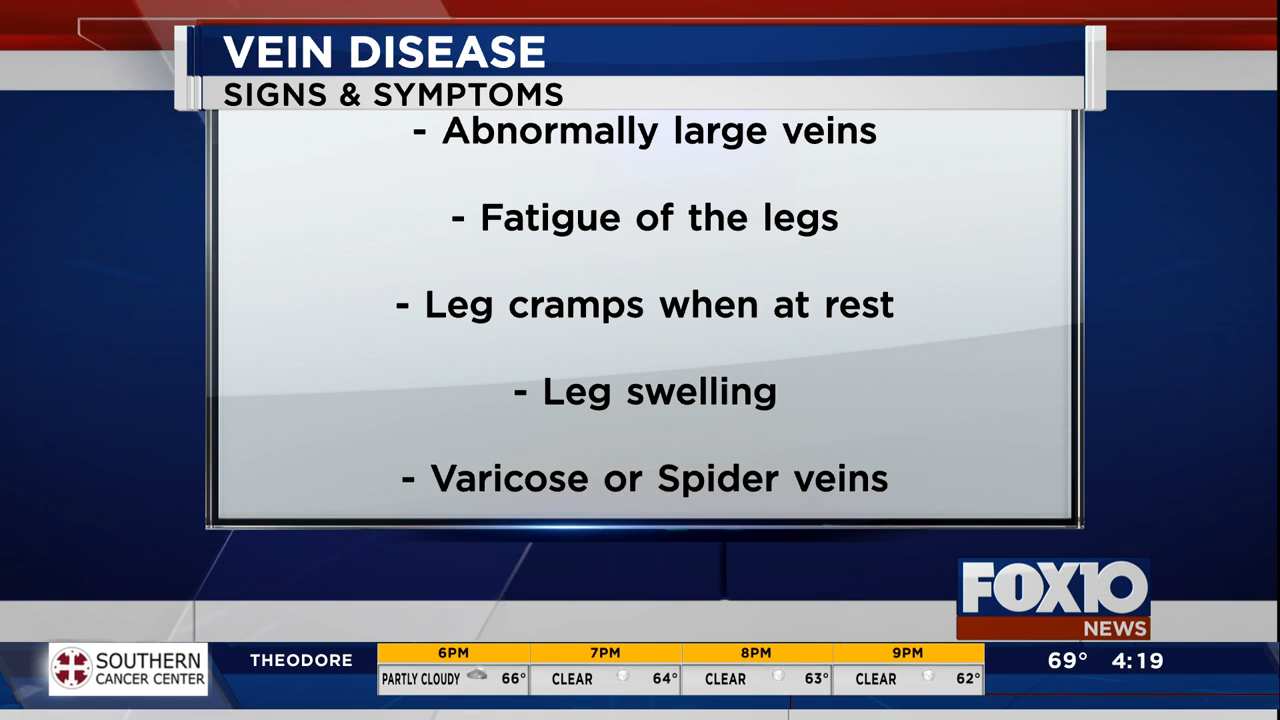 VEIN DISEASE
SIGNS & SYMPTOMS
- Abnormally large veins
- Fatigue of the legs
- Leg cramps when at rest
- Leg swelling
- Varicose or Spider veins
FOX10
NEWS
SOUTHERN
CANCER CENTER
THEODORE
6PM 7PM 8PM 9PM
PARTLY CLOUDY 66° CLEAR 64° CLEAR 63° CLEAR 62°
69° 4:19